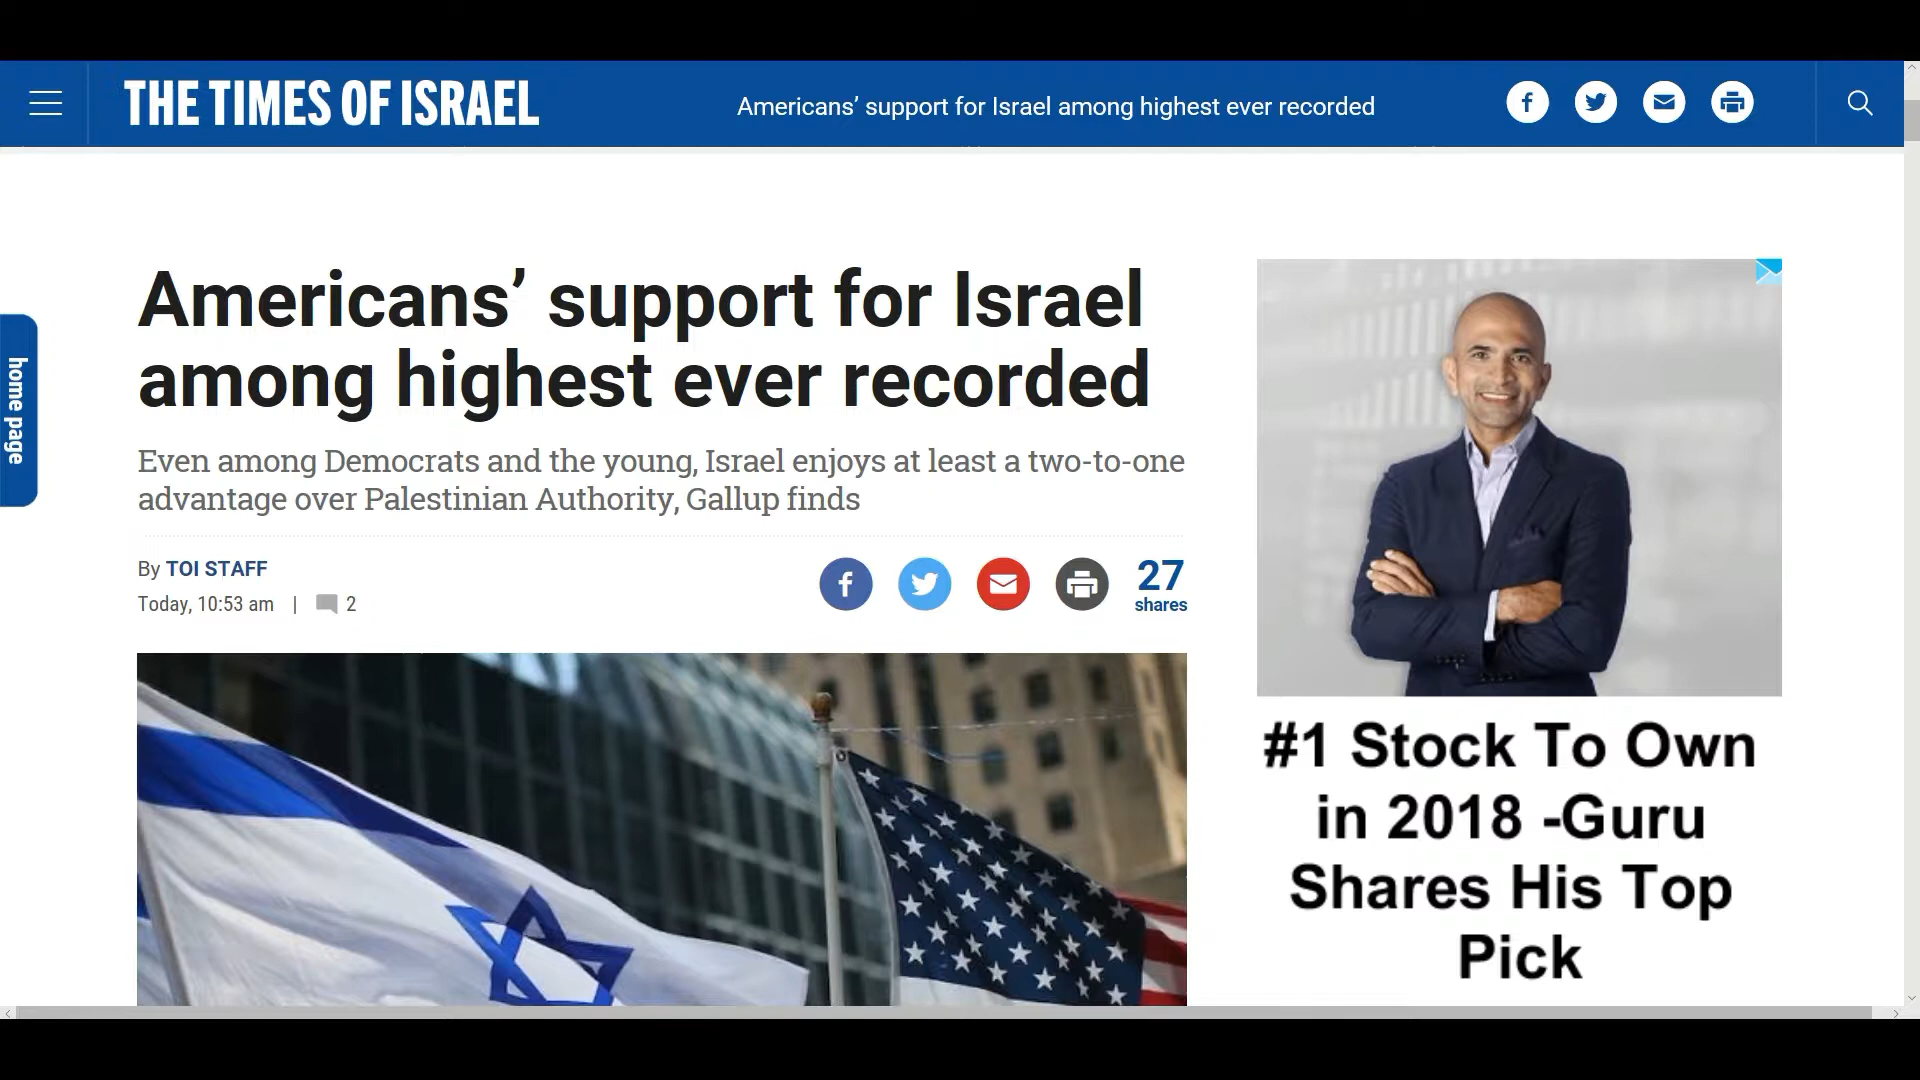 THE TIMES OF ISRAEL
Americans’ support for Israel among highest ever recorded
home page
Americans’ support for Israel
among highest ever recorded
Even among Democrats and the young, Israel enjoys at least a two-to-one
advantage over Palestinian Authority, Gallup finds
By TOI STAFF
Today, 10:53 am | 2
27
shares
#1 Stock To Own
in 2018 -Guru
Shares His Top
Pick